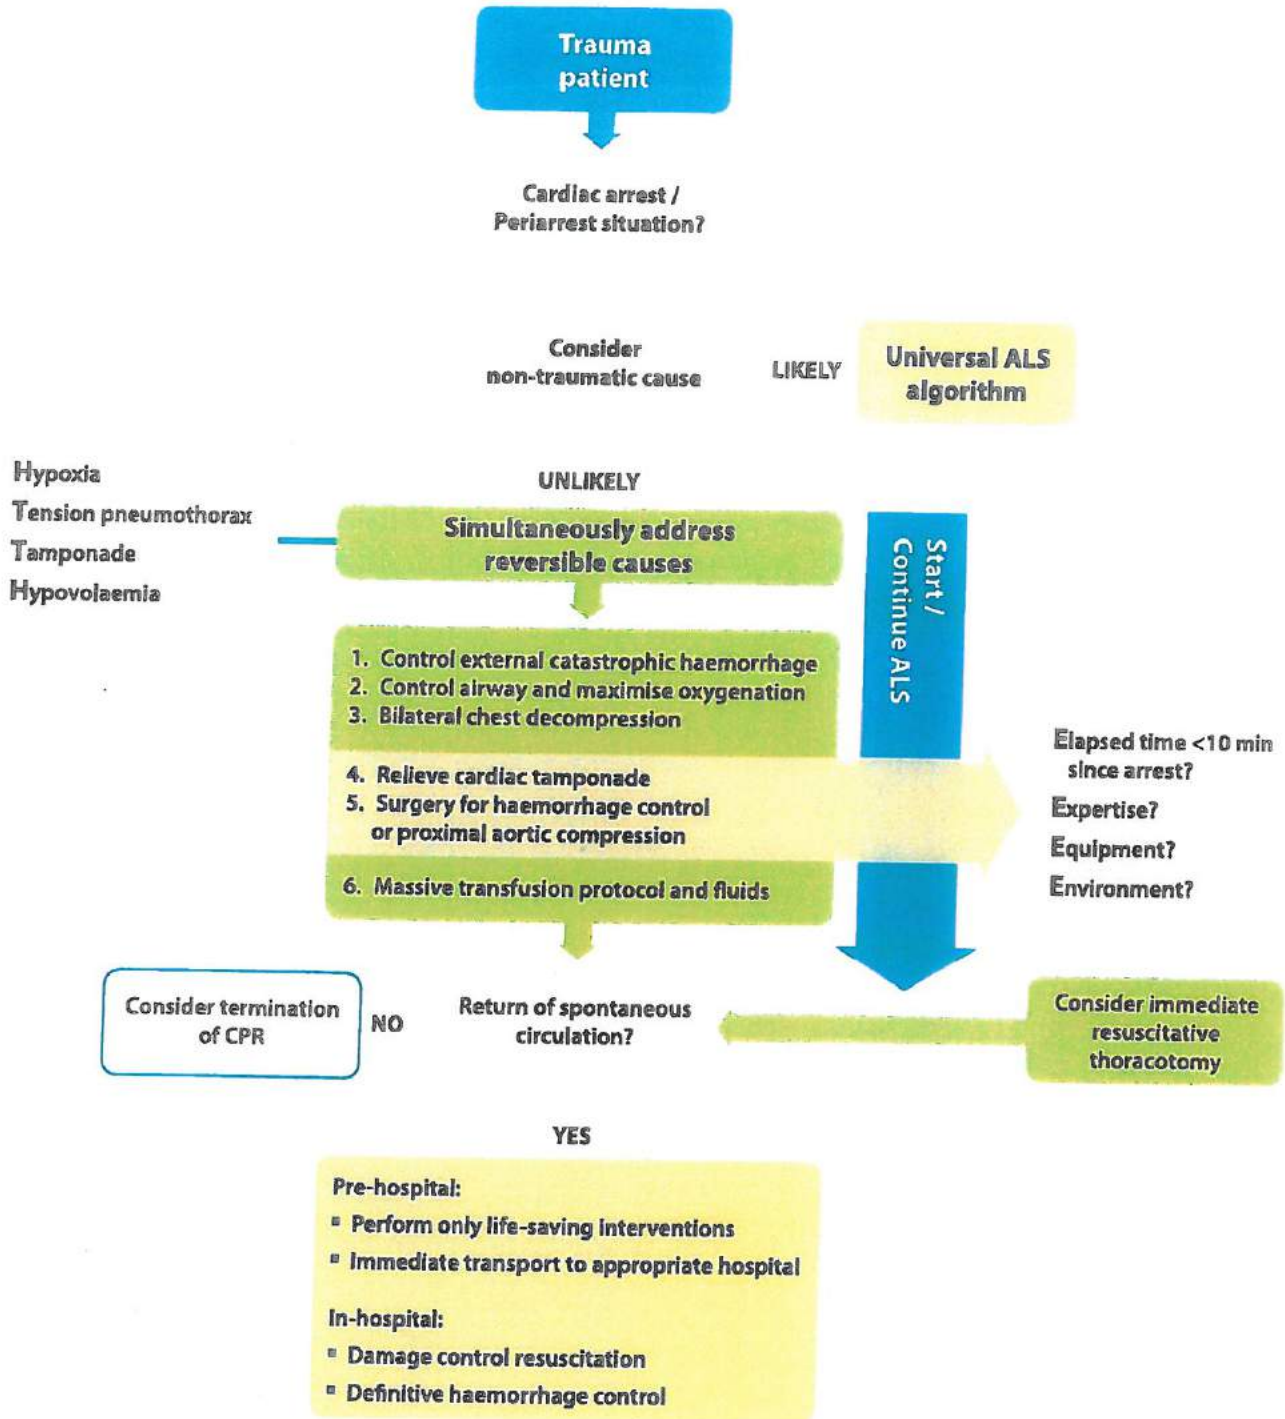 Trauma
patient
Cardiac arrest /
Periarrest situation?
Consider
non-traumatic cause
LIKELY
Universal ALS
algorithm
Hypoxia
Tension pneumothorax
Tamponade
Hypovolaemia
UNLIKELY
Simultaneously address
reversible causes
Start /
Continue ALS
1. Control external catastrophic haemorrhage
2. Control airway and maximise oxygenation
3. Bilateral chest decompression
4. Relieve cardiac tamponade
5. Surgery for haemorrhage control
or proximal aortic compression
6. Massive transfusion protocol and fluids
Elapsed time <10 min
since arrest?
Expertise?
Equipment?
Environment?
Consider termination
of CPR
NO
Return of spontaneous
circulation?
Consider immediate
resuscitative
thoracotomy
YES
Pre-hospital:
▪ Perform only life-saving interventions
▪ Immediate transport to appropriate hospital
In-hospital:
▪ Damage control resuscitation
▪ Definitive haemorrhage control